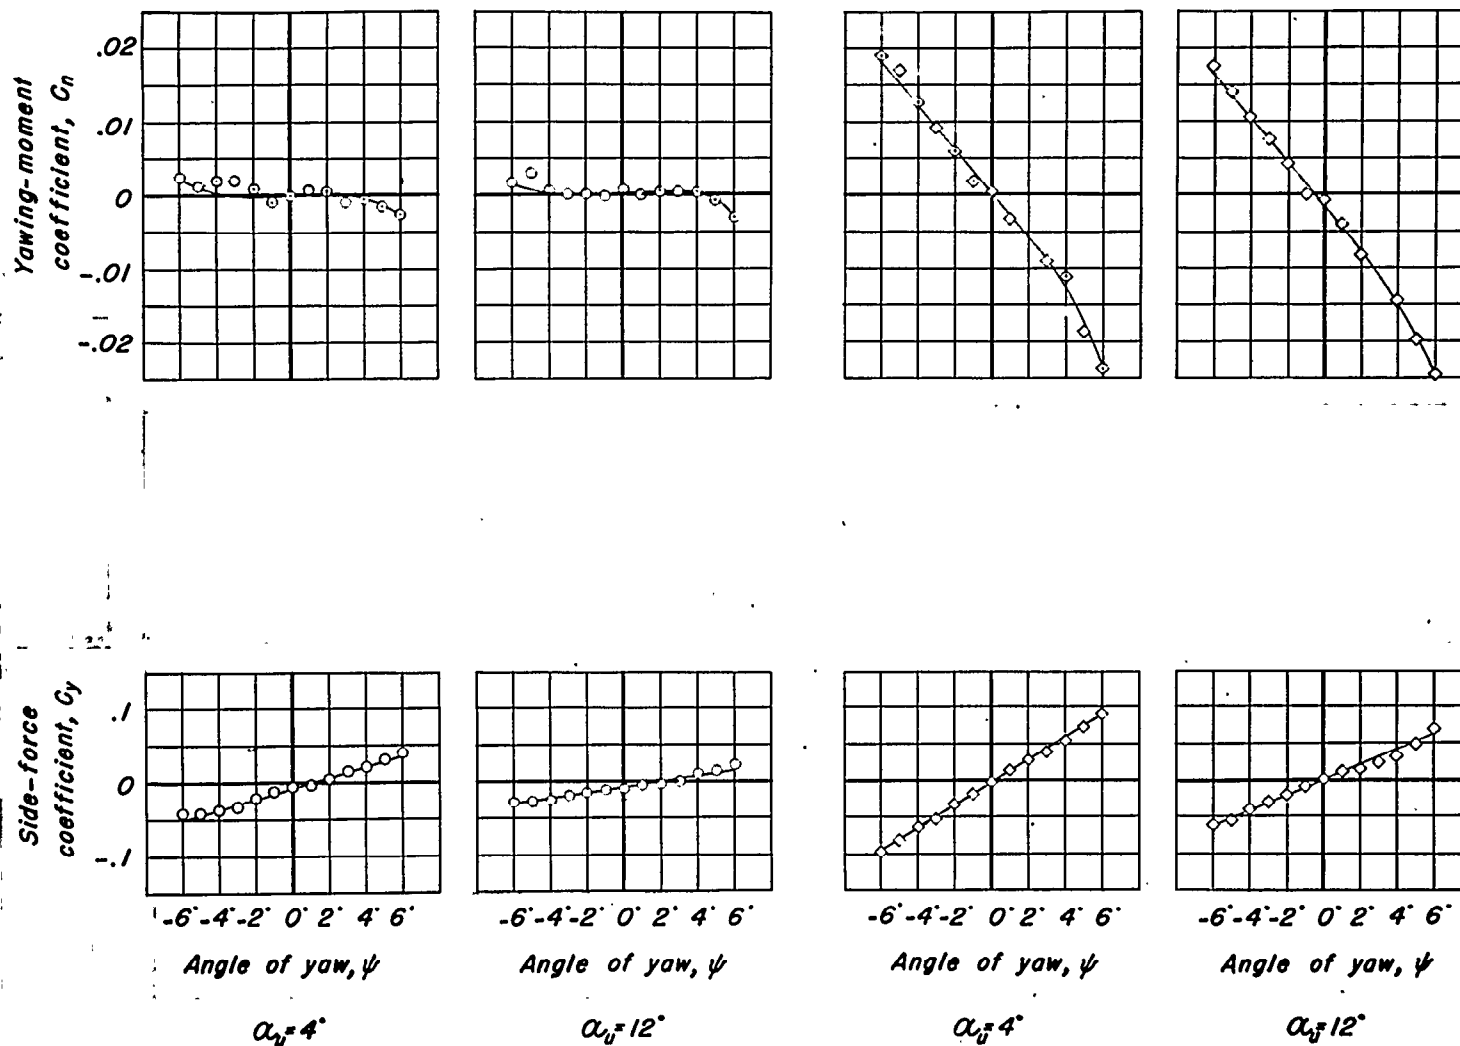 Yawing-moment
coefficient, Cn
.02
.01
0
-.01
-.02
Side-force
coefficient, Cy
.1
0
-.1
-6° -4° -2° 0° 2° 4° 6°
-6° -4° -2° 0° 2° 4° 6°
-6° -4° -2° 0° 2° 4° 6°
-6° -4° -2° 0° 2° 4° 6°
Angle of yaw, ψ
Angle of yaw, ψ
Angle of yaw, ψ
Angle of yaw, ψ
αu=4°
αu=12°
αu=4°
αu=12°